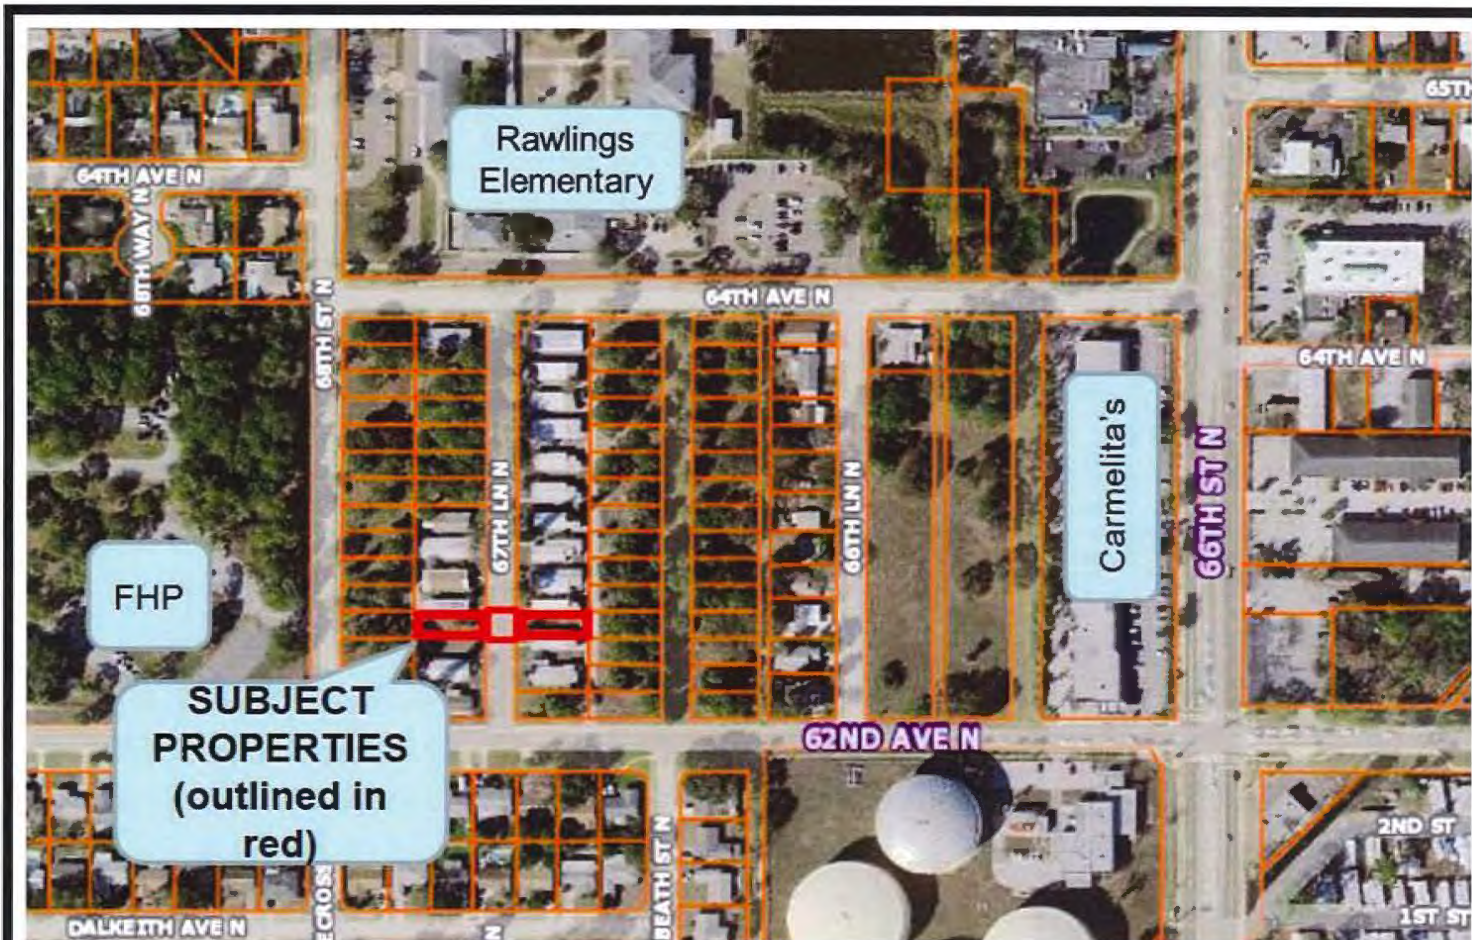 65TH
Rawlings
Elementary
64TH AVE N
68TH WAY N
68TH ST N
64TH AVE N
64TH AVE N
67TH LN N
66TH LN N
Carmelita's
66TH ST N
FHP
SUBJECT
PROPERTIES
(outlined in
red)
62ND AVE N
2ND ST
1ST ST
DALKEITH AVE N
E CROSS
N
BEATH ST N